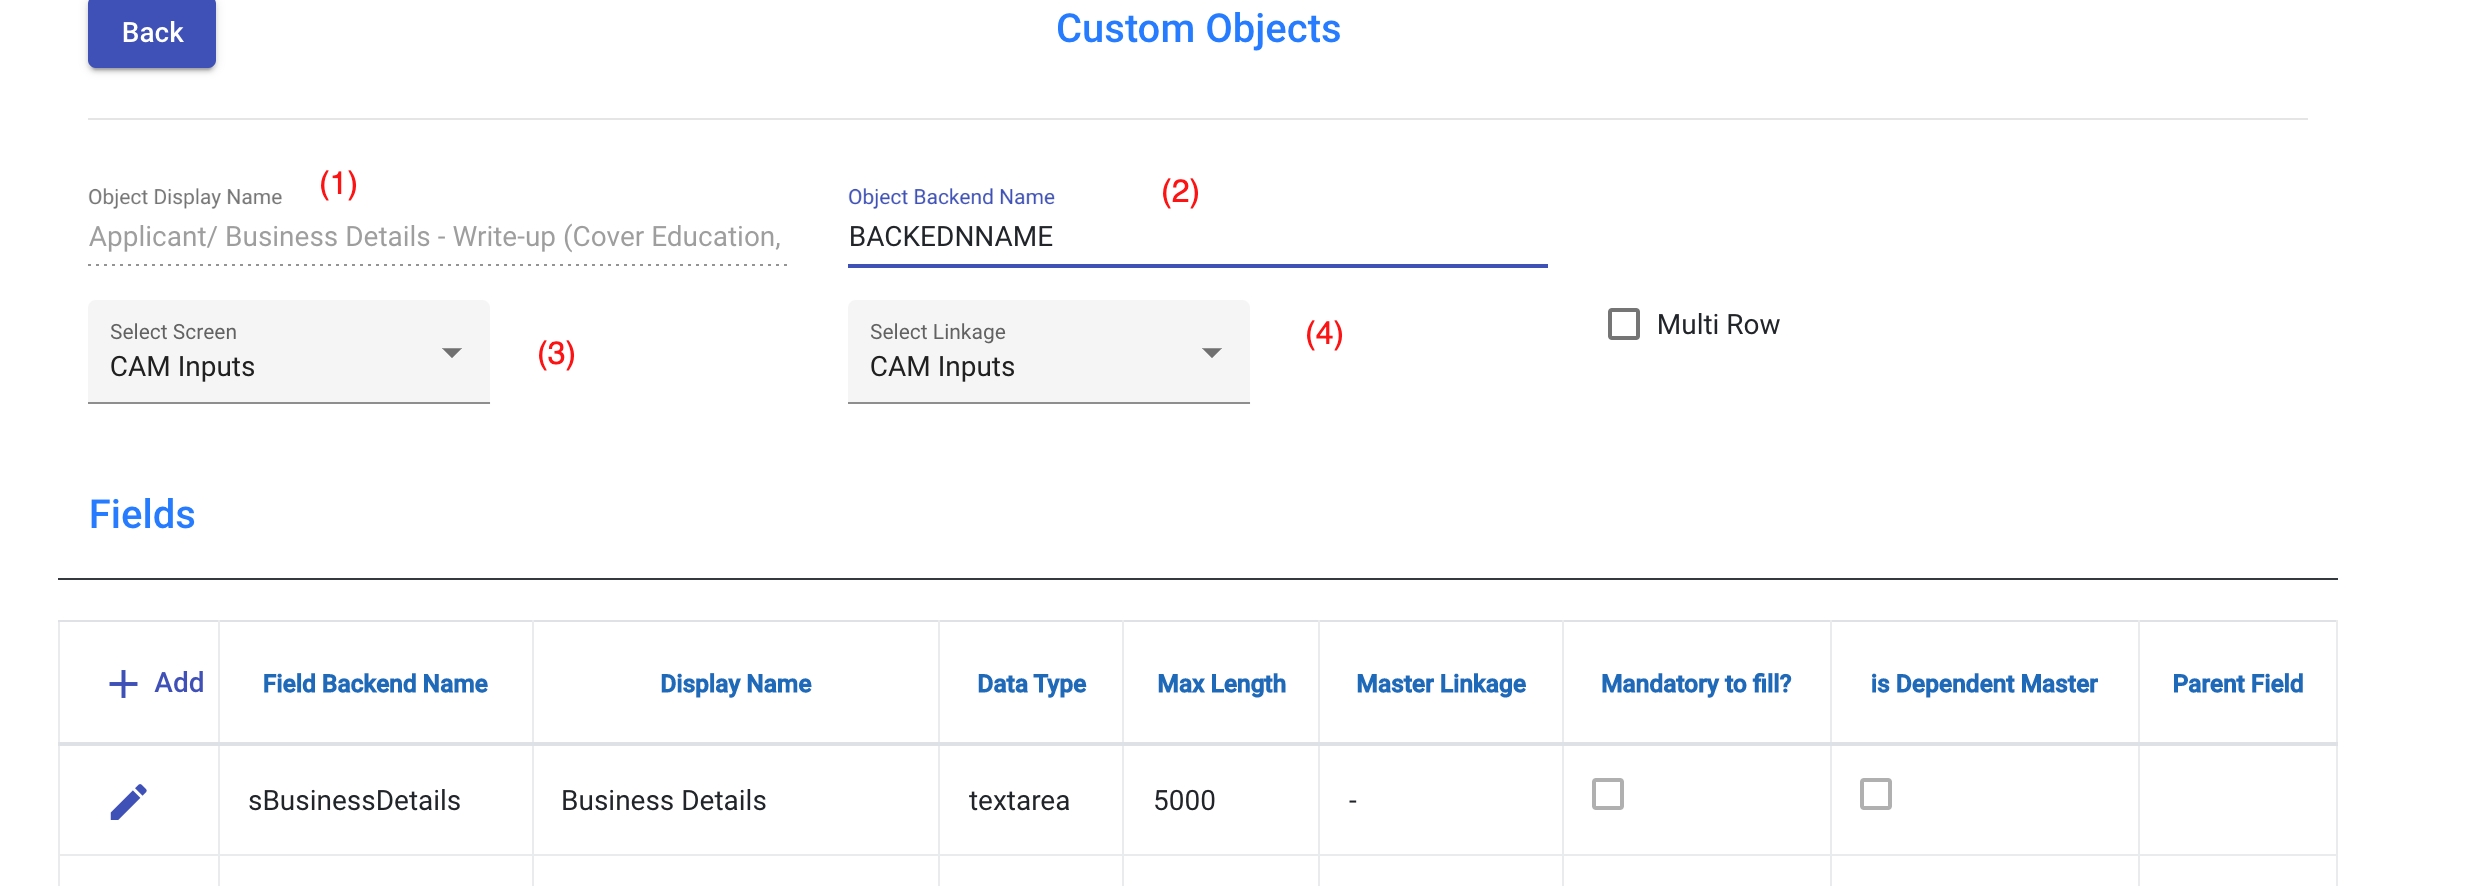 Back
Custom Objects
Object Display Name (1)
Applicant/ Business Details - Write-up (Cover Education,
Object Backend Name (2)
BACKEDNNAME
Select Screen
CAM Inputs
(3)
Select Linkage
CAM Inputs
(4)
Multi Row
Fields
+ Add Field Backend Name Display Name Data Type Max Length Master Linkage Mandatory to fill? is Dependent Master Parent Field
sBusinessDetails Business Details textarea 5000 -